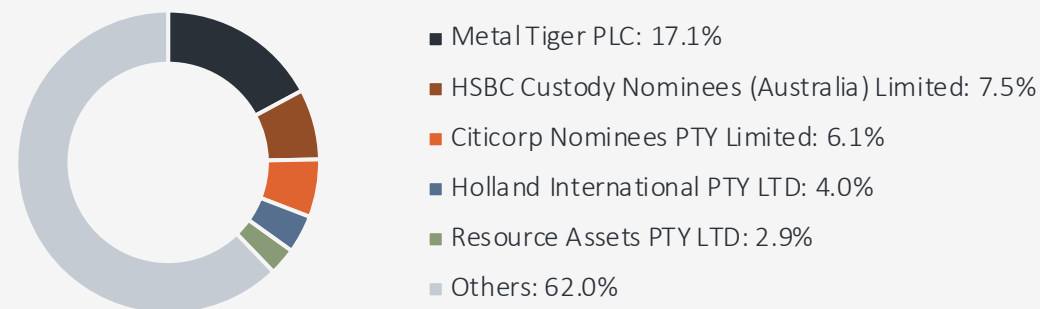 Metal Tiger PLC: 17.1%
HSBC Custody Nominees (Australia) Limited: 7.5%
Citicorp Nominees PTY Limited: 6.1%
Holland International PTY LTD: 4.0%
Resource Assets PTY LTD: 2.9%
Others: 62.0%